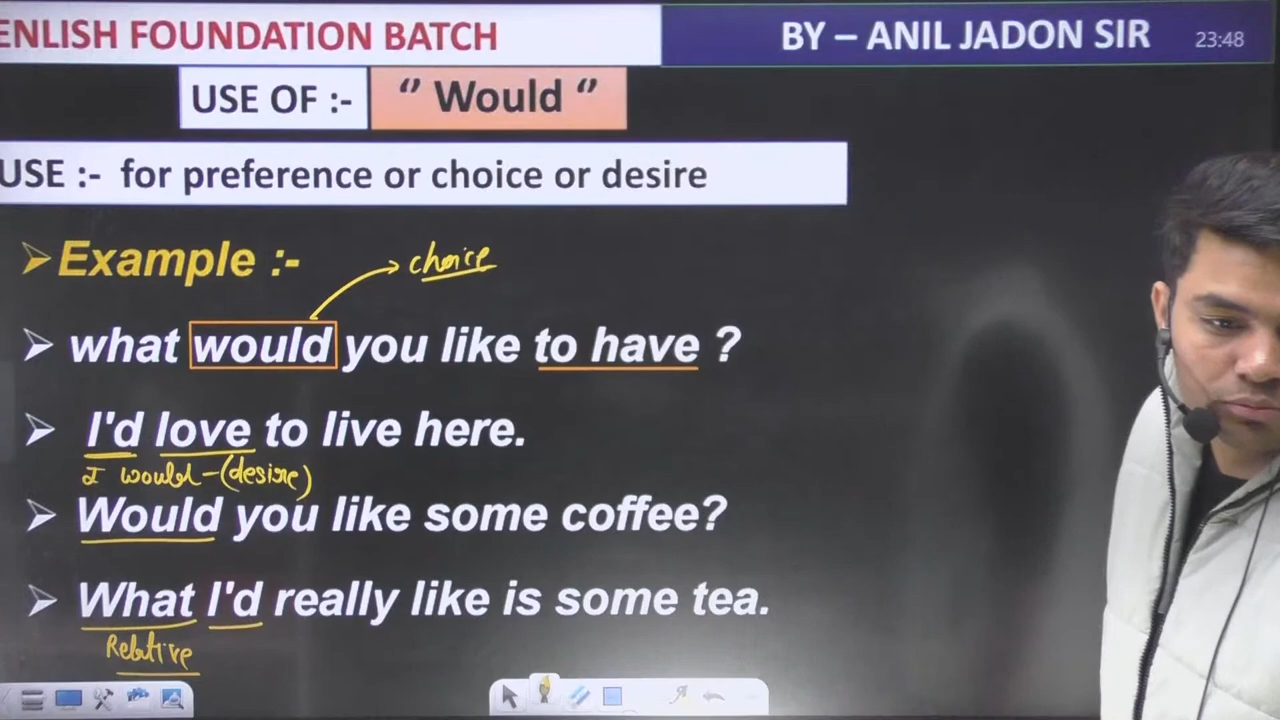 ENLISH FOUNDATION BATCH
BY – ANIL JADON SIR 23:48
USE OF :- “ Would ”
USE :- for preference or choice or desire
Example :- choice
what would you like to have ?
I'd love to live here.
I would-(desire)
Would you like some coffee?
What I'd really like is some tea.
Relative